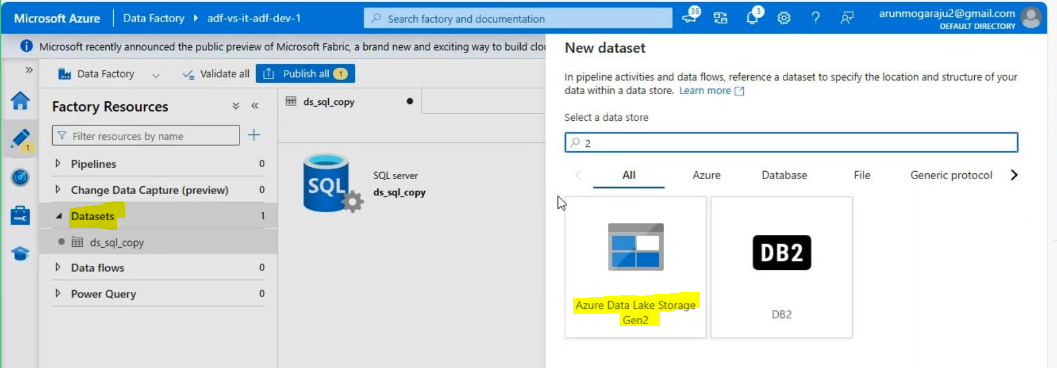 Microsoft Azure
Data Factory
adf-vs-it-adf-dev-1
Search factory and documentation
35
3
arunmogaraju2@gmail.com
DEFAULT DIRECTORY
Microsoft recently announced the public preview of Microsoft Fabric, a brand new and exciting way to build clou
Data Factory
Validate all
Publish all
1
Factory Resources
Filter resources by name
1
Pipelines
0
Change Data Capture (preview)
0
Datasets
1
ds_sql_copy
Data flows
0
Power Query
0
ds_sql_copy
SQL
SQL server
ds_sql_copy
New dataset
In pipeline activities and data flows, reference a dataset to specify the location and structure of your
data within a data store. Learn more
Select a data store
2
All
Azure
Database
File
Generic protocol
Azure Data Lake Storage
Gen2
DB2
DB2